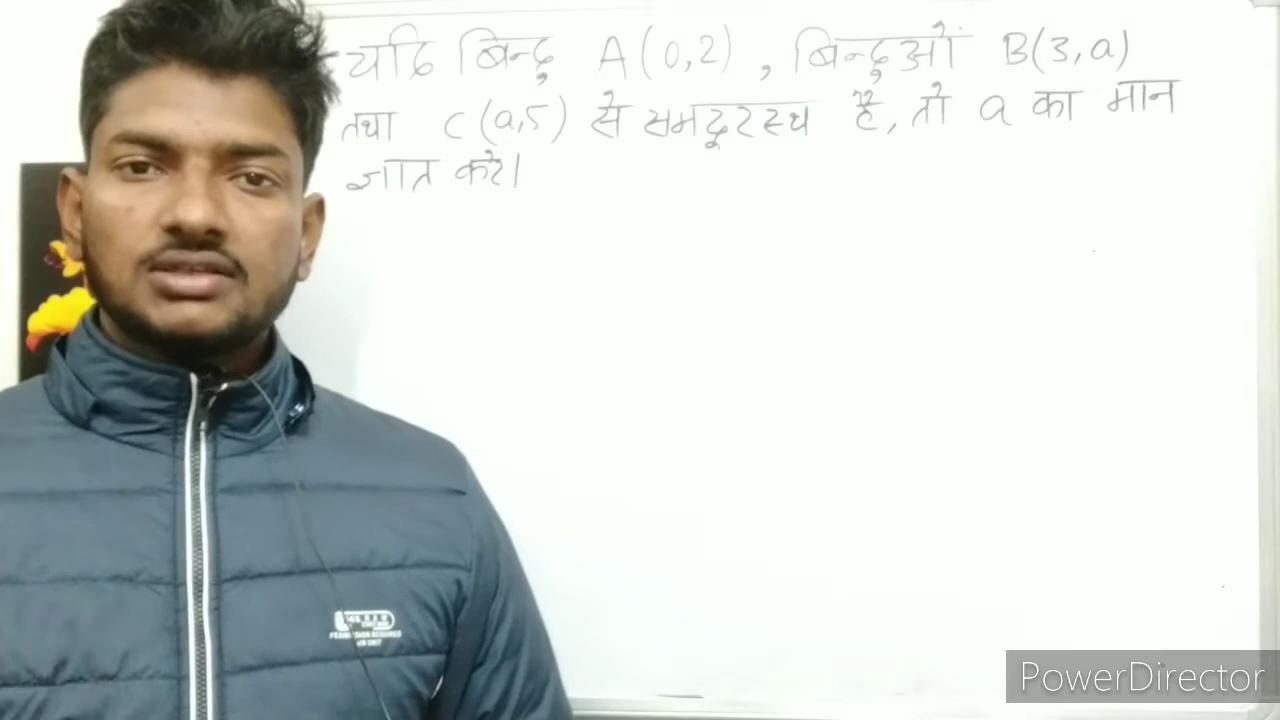 यदि बिन्दु A(0,2), बिन्दुओं B(3,a)
तथा C(a,5) से समदूरस्थ है, तो a का मान
ज्ञात करें।
PowerDirector